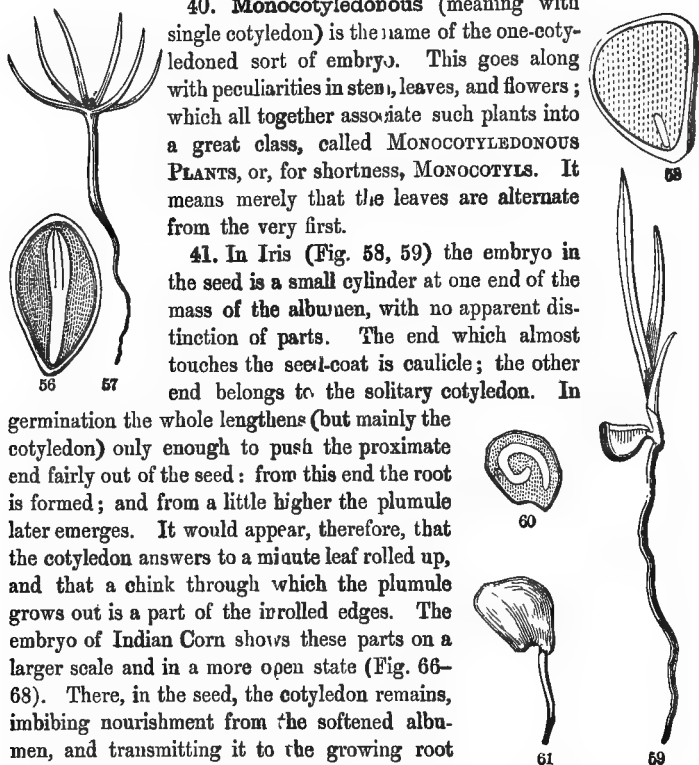 40. Monocotyledonous (meaning with
single cotyledon) is the name of the one-coty-
ledoned sort of embryo. This goes along
with peculiarities in stem, leaves, and flowers;
which all together associate such plants into
a great class, called MONOCOTYLEDONOUS
PLANTS, or, for shortness, MONOCOTYLS. It
means merely that the leaves are alternate
from the very first.
58
41. In Iris (Fig. 58, 59) the embryo in
the seed is a small cylinder at one end of the
mass of the albumen, with no apparent dis-
tinction of parts. The end which almost
touches the seed-coat is caulicle; the other
end belongs to the solitary cotyledon. In
56 57
germination the whole lengthens (but mainly the
cotyledon) only enough to push the proximate
end fairly out of the seed: from this end the root
is formed; and from a little higher the plumule
later emerges. It would appear, therefore, that
the cotyledon answers to a minute leaf rolled up,
and that a chink through which the plumule
grows out is a part of the inrolled edges. The
embryo of Indian Corn shows these parts on a
larger scale and in a more open state (Fig. 66–
68). There, in the seed, the cotyledon remains,
imbibing nourishment from the softened albu-
men, and transmitting it to the growing root
60
61
59